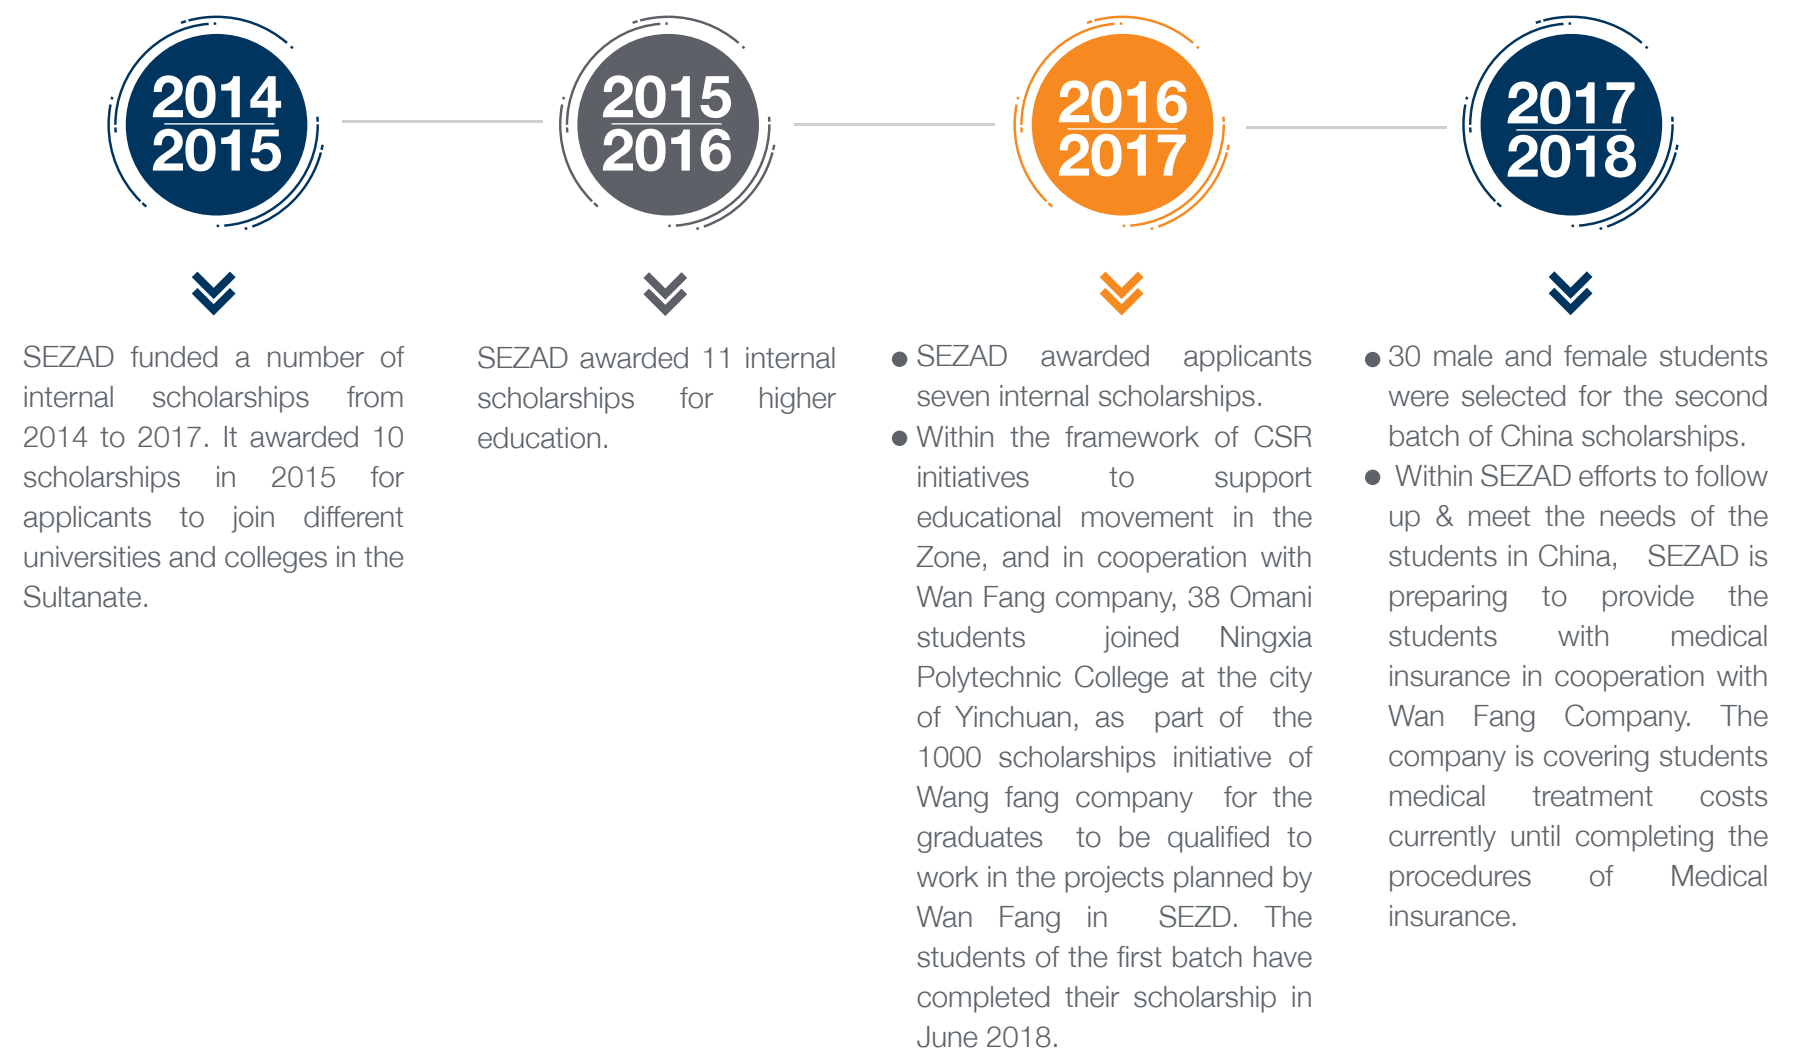 2014
2015
2015
2016
2016
2017
2017
2018
SEZAD funded a number of
internal scholarships from
2014 to 2017. It awarded 10
scholarships in 2015 for
applicants to join different
universities and colleges in the
Sultanate.
SEZAD awarded 11 internal
scholarships for higher
education.
● SEZAD awarded applicants
seven internal scholarships.
● Within the framework of CSR
initiatives to support
educational movement in the
Zone, and in cooperation with
Wan Fang company, 38 Omani
students joined Ningxia
Polytechnic College at the city
of Yinchuan, as part of the
1000 scholarships initiative of
Wang fang company for the
graduates to be qualified to
work in the projects planned by
Wan Fang in SEZD. The
students of the first batch have
completed their scholarship in
June 2018.
● 30 male and female students
were selected for the second
batch of China scholarships.
● Within SEZAD efforts to follow
up & meet the needs of the
students in China, SEZAD is
preparing to provide the
students with medical
insurance in cooperation with
Wan Fang Company. The
company is covering students
medical treatment costs
currently until completing the
procedures of Medical
insurance.